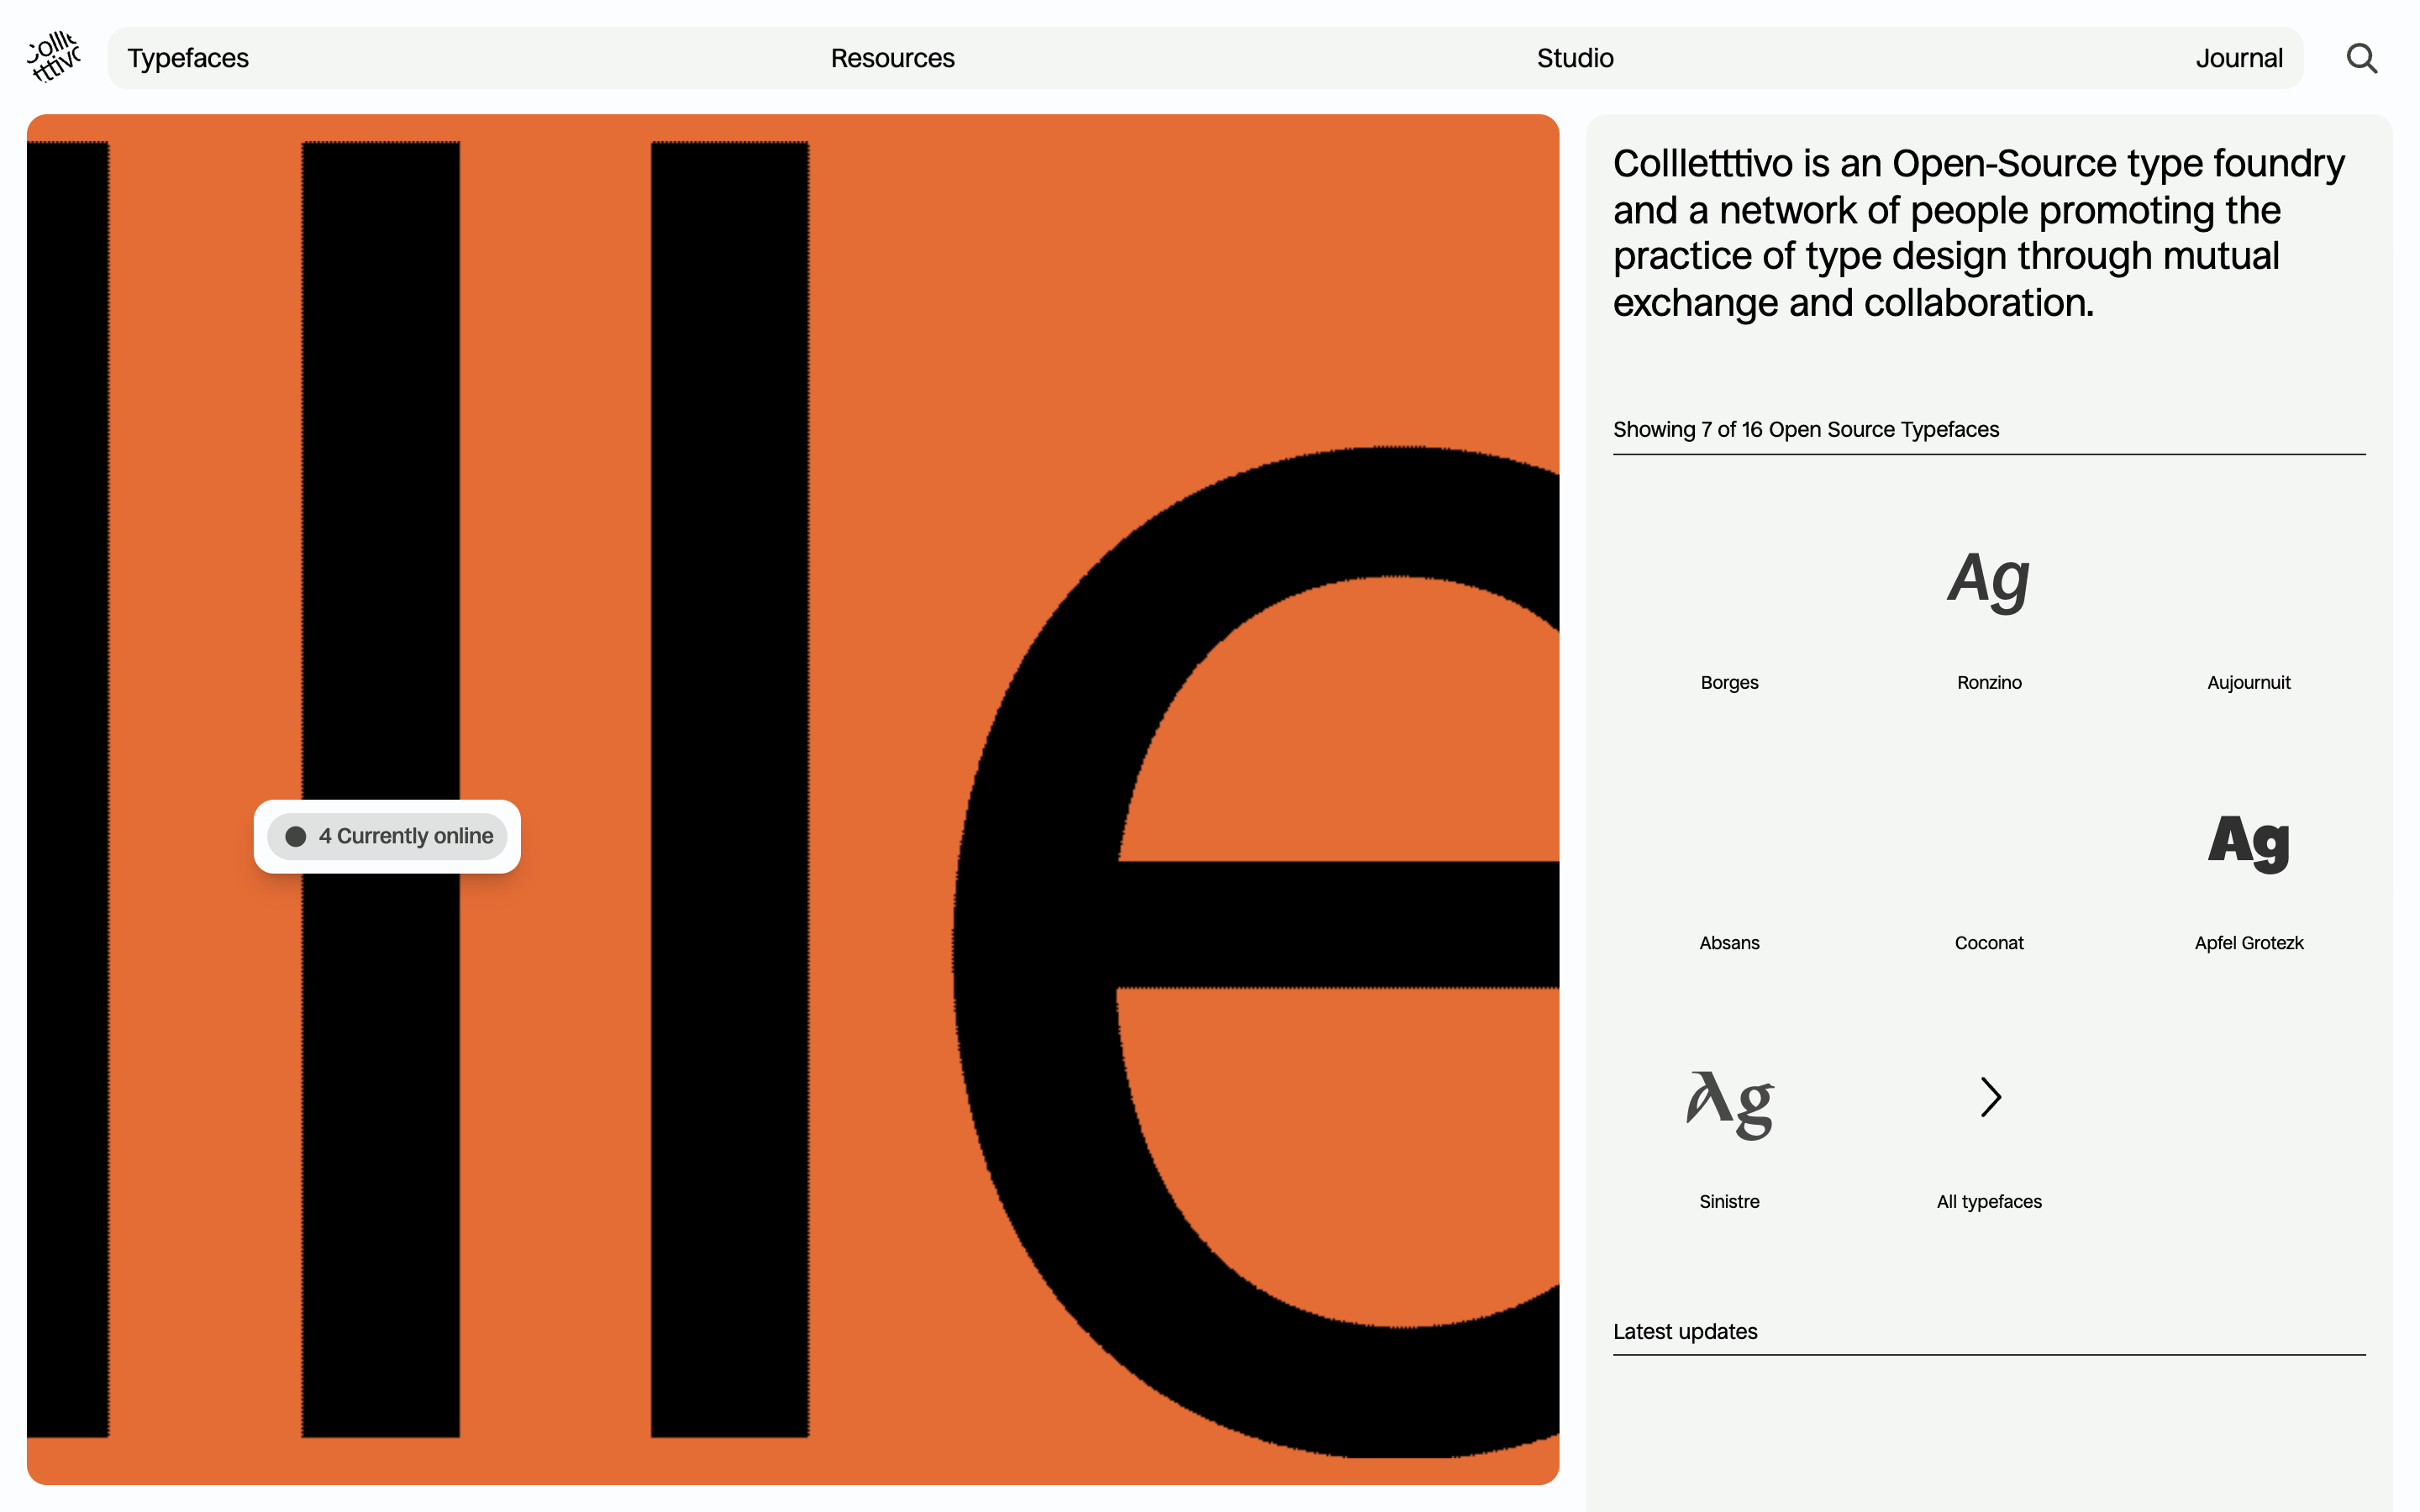 Collletttivo
Typefaces
Resources
Studio
Journal
llle
4 Currently online
Collletttivo is an Open-Source type foundry
and a network of people promoting the
practice of type design through mutual
exchange and collaboration.
Showing 7 of 16 Open Source Typefaces
Ag
Borges
Ronzino
Aujournuit
Ag
Absans
Coconat
Apfel Grotezk
Ag
Sinistre
All typefaces
Latest updates